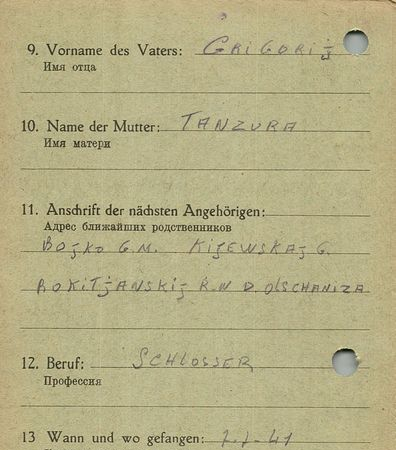 9. Vorname des Vaters: GRIGORIJ
Имя отца
10. Name der Mutter: TANZURA
Имя матери
11. Anschrift der nächsten Angehörigen:
Адрес ближайших родственников
BOJKO G.M. KIJEWSKAJ G.
ROKITJANSKIJ R.N D. OLSCHANIZA
12. Beruf: SCHLOSSER
Профессия
13 Wann und wo gefangen: 7.7-41